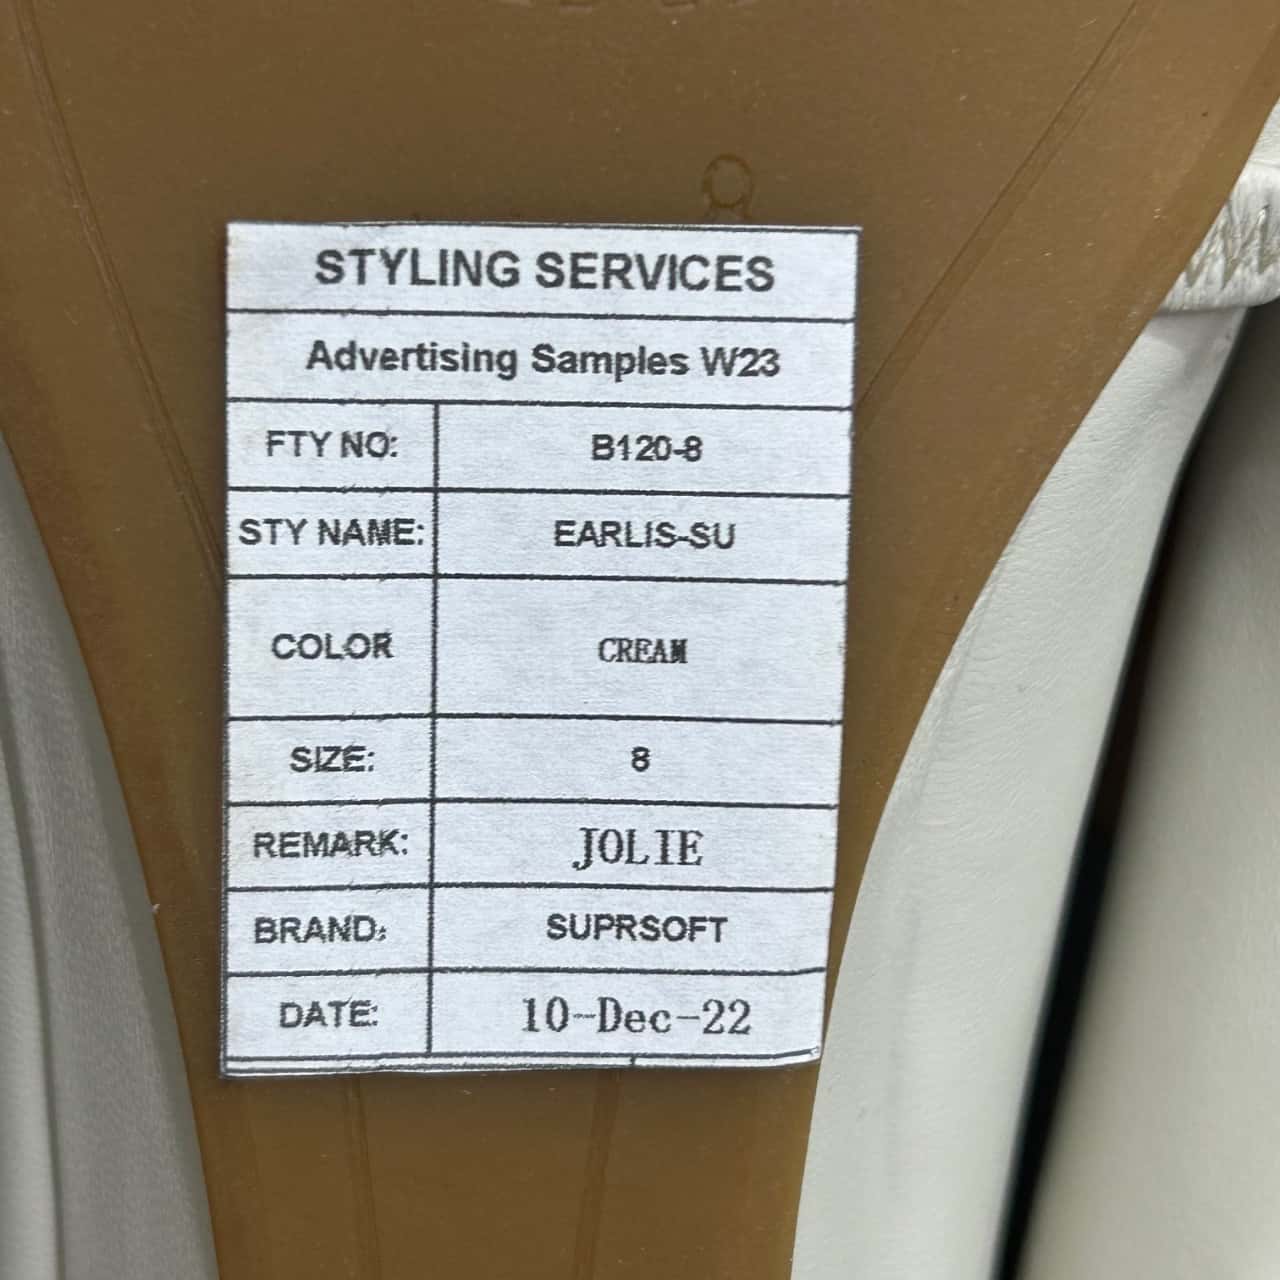 8
STYLING SERVICES
Advertising Samples W23
FTY NO: B120-8
STY NAME: EARLIS-SU
COLOR CREAM
SIZE: 8
REMARK: JOLIE
BRAND: SUPRSOFT
DATE: 10-Dec-22